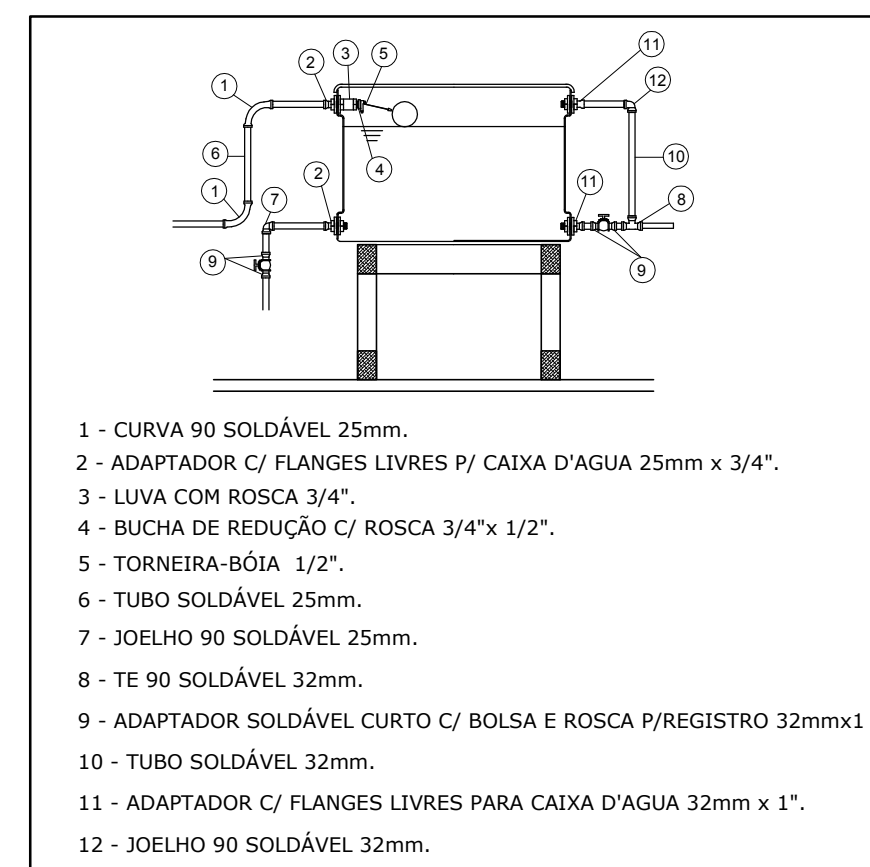 3 5 11
2 12
1
6 10
4
2 11
7 8
1
9 9
1 - CURVA 90 SOLDÁVEL 25mm.
2 - ADAPTADOR C/ FLANGES LIVRES P/ CAIXA D'AGUA 25mm x 3/4".
3 - LUVA COM ROSCA 3/4".
4 - BUCHA DE REDUÇÃO C/ ROSCA 3/4"x 1/2".
5 - TORNEIRA-BÓIA 1/2".
6 - TUBO SOLDÁVEL 25mm.
7 - JOELHO 90 SOLDÁVEL 25mm.
8 - TE 90 SOLDÁVEL 32mm.
9 - ADAPTADOR SOLDÁVEL CURTO C/ BOLSA E ROSCA P/REGISTRO 32mmx1
10 - TUBO SOLDÁVEL 32mm.
11 - ADAPTADOR C/ FLANGES LIVRES PARA CAIXA D'AGUA 32mm x 1".
12 - JOELHO 90 SOLDÁVEL 32mm.